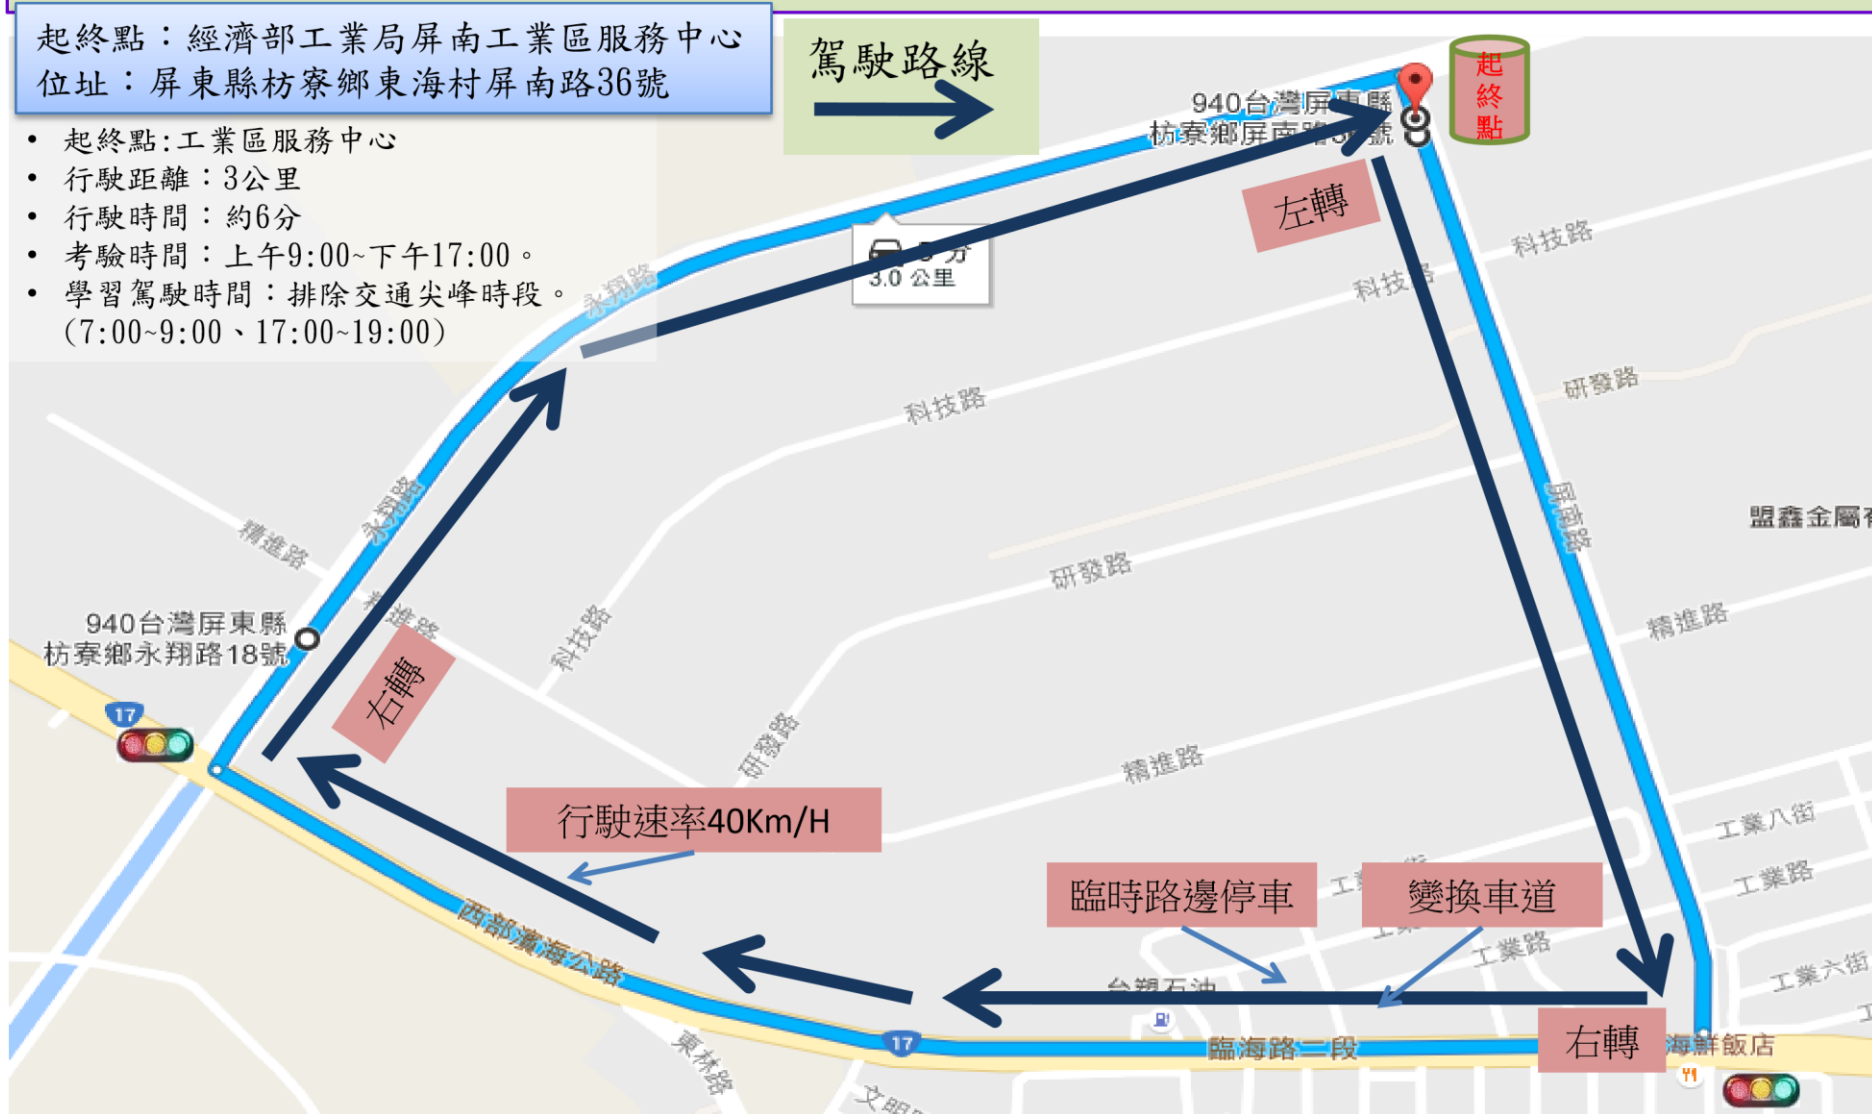 起終點：經濟部工業局屏南工業區服務中心
位址：屏東縣枋寮鄉東海村屏南路36號
駕駛路線
起終點
• 起終點:工業區服務中心
• 行駛距離：3公里
• 行駛時間：約6分
• 考驗時間：上午9:00~下午17:00。
• 學習駕駛時間：排除交通尖峰時段。
(7:00~9:00、17:00~19:00)
940台灣屏東縣
枋寮鄉屏南路36號
左轉
科技路
5 分
3.0 公里
永翔路
科技路
研發路
科技路
屏南路
盟鑫金屬
永翔路
精進路
研發路
精進路
精進路
940台灣屏東縣
枋寮鄉永翔路18號
科技路
右轉
17
研發路
精進路
行駛速率40Km/H
工業八街
臨時路邊停車
變換車道
工業路
西部濱海公路
工業路
工業六街
台塑石油
17
臨海路二段
右轉
海鮮飯店
東林路